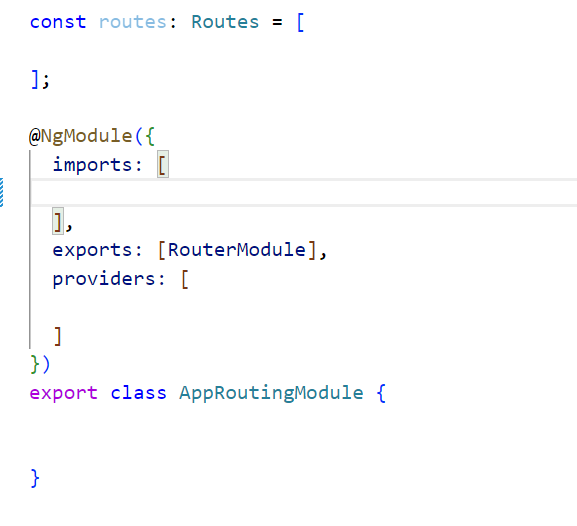 const routes: Routes = [
];
@NgModule({
imports: [
],
exports: [RouterModule],
providers: [
]
})
export class AppRoutingModule {
}